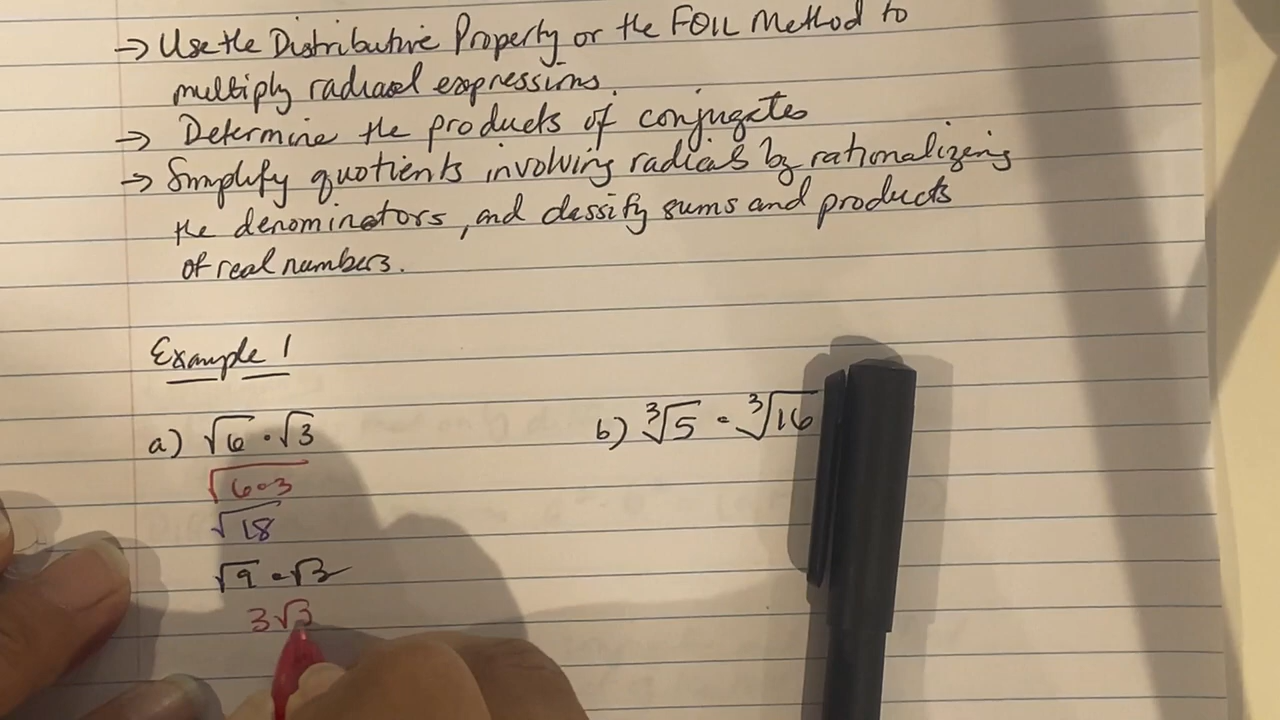 → Use the Distributive Property or the FOIL Method to
multiply radical expressions.
→ Determine the products of conjugates
→ Simplify quotients involving radicals by rationalizing
the denominators, and classify sums and products
of real numbers.
Example 1
a) √6 · √3
b) ∛5 · ∛16
√6·3
√18
√9 · √2
3√3